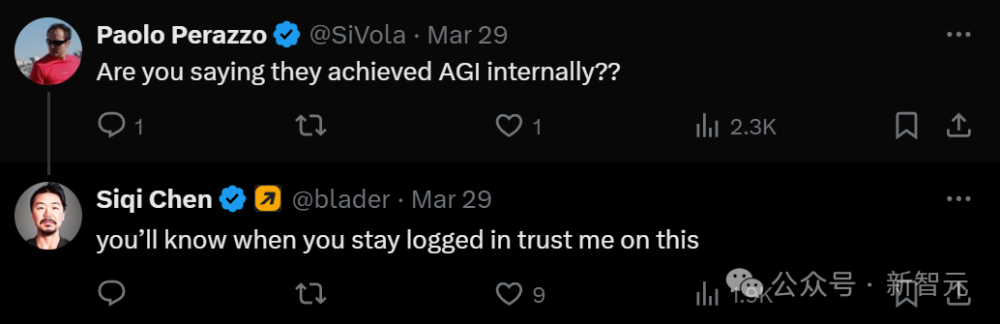 Paolo Perazzo @SiVola · Mar 29
Are you saying they achieved AGI internally??
1 1 2.3K
Siqi Chen @blader · Mar 29
you’ll know when you stay logged in trust me on this
9 1.9K
公众号 · 新智元